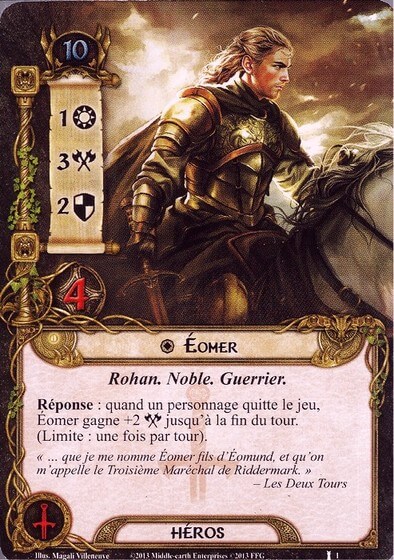 10
1
3
2
4
Éomer
Rohan. Noble. Guerrier.
Réponse : quand un personnage quitte le jeu,
Éomer gagne +2 jusqu'à la fin du tour.
(Limite : une fois par tour).
« ... que je me nomme Éomer fils d'Éomund, et qu'on
m'appelle le Troisième Maréchal de Riddermark. »
– Les Deux Tours
HÉROS
Illus. Magali Villeneuve ©2013 Middle-earth Enterprises ©2013 FFG 1